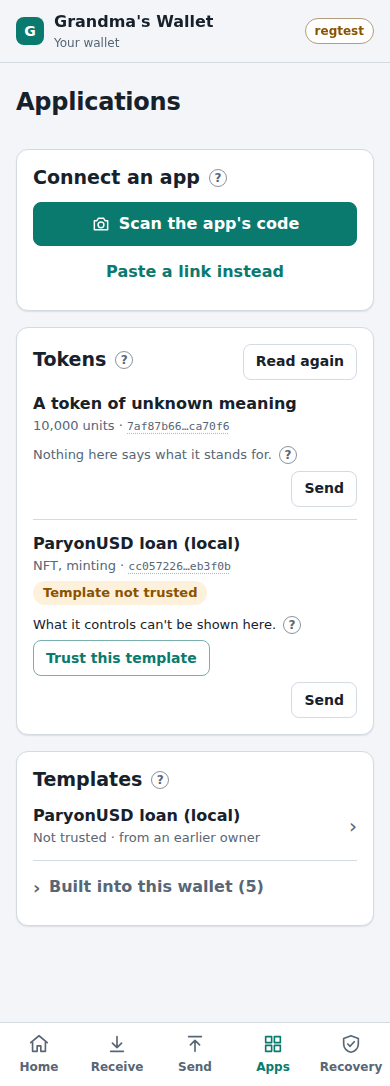 G
Grandma's Wallet
Your wallet
regtest
Applications
Connect an app ?
Scan the app's code
Paste a link instead
Tokens ?
Read again
A token of unknown meaning
10,000 units · 7af87b66…ca70f6
Nothing here says what it stands for. ?
Send
ParyonUSD loan (local)
NFT, minting · cc057226…eb3f0b
Template not trusted
What it controls can't be shown here. ?
Trust this template
Send
Templates ?
ParyonUSD loan (local)
Not trusted · from an earlier owner
Built into this wallet (5)
Home Receive Send Apps Recovery